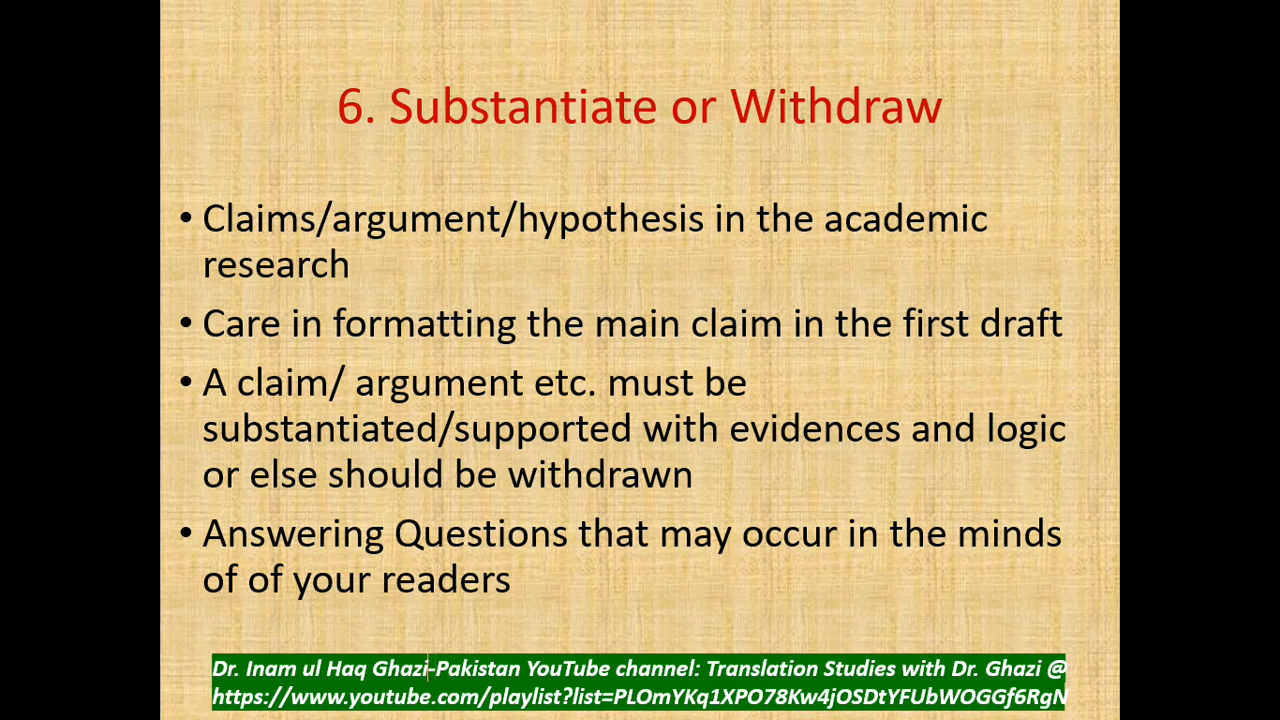 6. Substantiate or Withdraw
• Claims/argument/hypothesis in the academic
research
• Care in formatting the main claim in the first draft
• A claim/ argument etc. must be
substantiated/supported with evidences and logic
or else should be withdrawn
• Answering Questions that may occur in the minds
of of your readers
Dr. Inam ul Haq Ghazi-Pakistan YouTube channel: Translation Studies with Dr. Ghazi @
https://www.youtube.com/playlist?list=PLOmYKq1XPO78Kw4jOSDtYFUbWOGGf6RgN